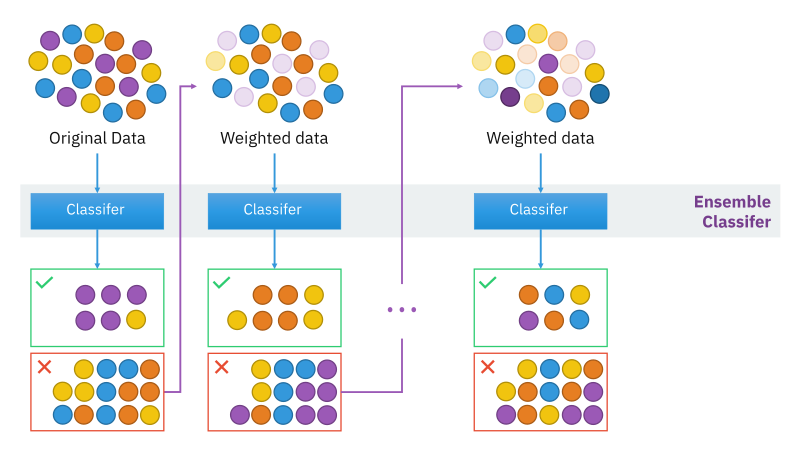 Original Data
Weighted data
Weighted data
Classifer
Classifer
Classifer
Ensemble
Classifer